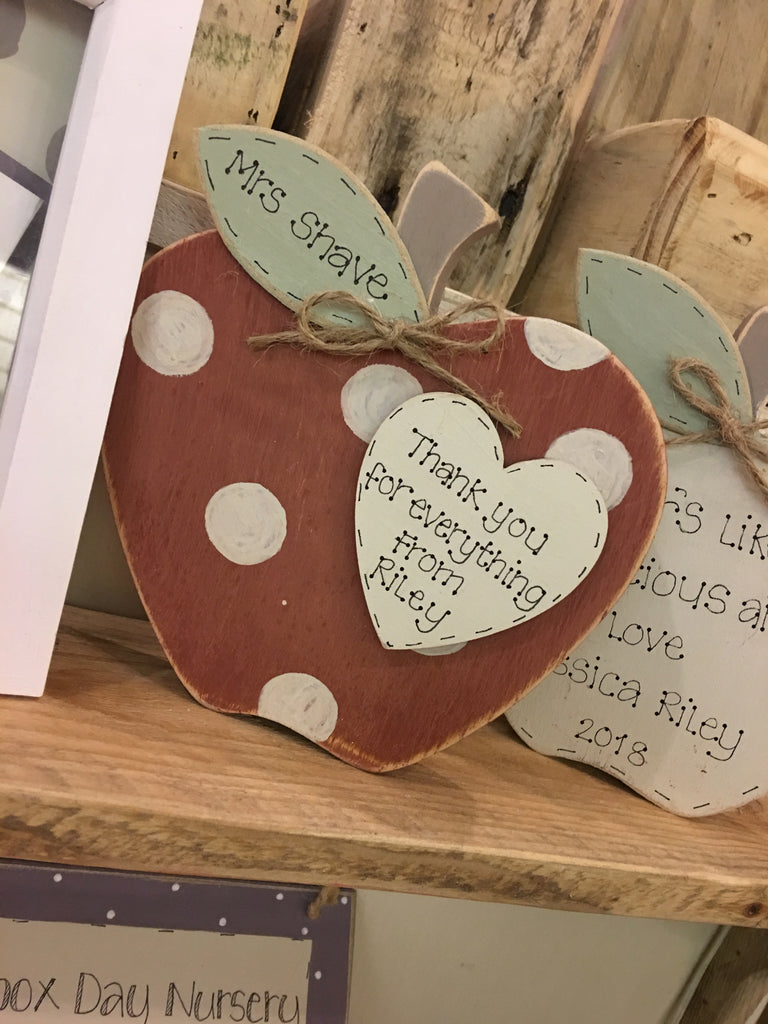 Mrs Shave
Thank you
for everything
From
Riley
Love
Riley
2018
Day Nursery